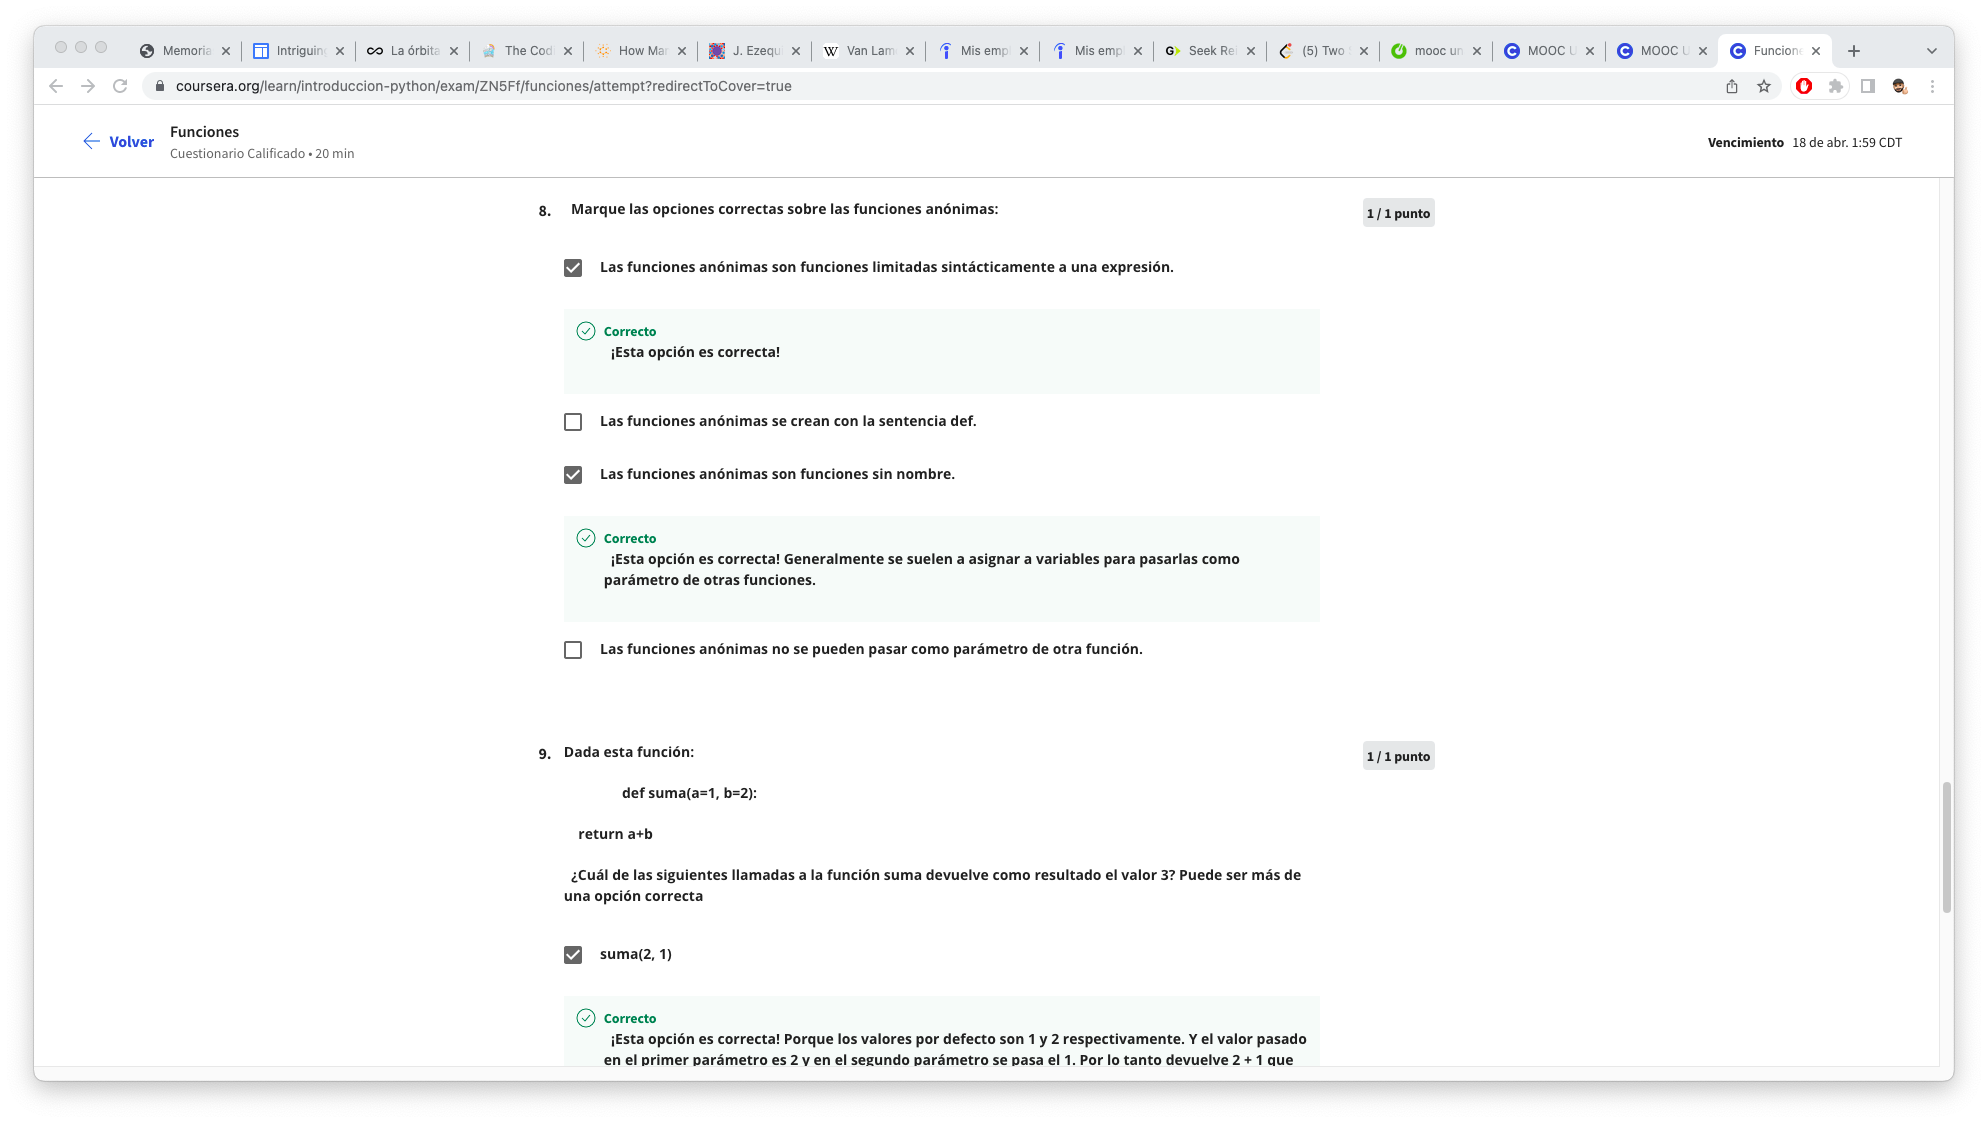 Memoria
Intriguing
La órbita
The Cod
How Mar
J. Ezequ
Van Lam
Mis emp
Mis emp
Seek Re
(5) Two
mooc un
MOOC U
MOOC U
Funcione
coursera.org/learn/introduccion-python/exam/ZN5Ff/funciones/attempt?redirectToCover=true
Volver
Funciones
Cuestionario Calificado • 20 min
Vencimiento 18 de abr. 1:59 CDT
8. Marque las opciones correctas sobre las funciones anónimas:
1 / 1 punto
Las funciones anónimas son funciones limitadas sintácticamente a una expresión.
Correcto
¡Esta opción es correcta!
Las funciones anónimas se crean con la sentencia def.
Las funciones anónimas son funciones sin nombre.
Correcto
¡Esta opción es correcta! Generalmente se suelen a asignar a variables para pasarlas como
parámetro de otras funciones.
Las funciones anónimas no se pueden pasar como parámetro de otra función.
9. Dada esta función:
1 / 1 punto
def suma(a=1, b=2):
return a+b
¿Cuál de las siguientes llamadas a la función suma devuelve como resultado el valor 3? Puede ser más de
una opción correcta
suma(2, 1)
Correcto
¡Esta opción es correcta! Porque los valores por defecto son 1 y 2 respectivamente. Y el valor pasado
en el primer parámetro es 2 y en el segundo parámetro se pasa el 1. Por lo tanto devuelve 2 + 1 que